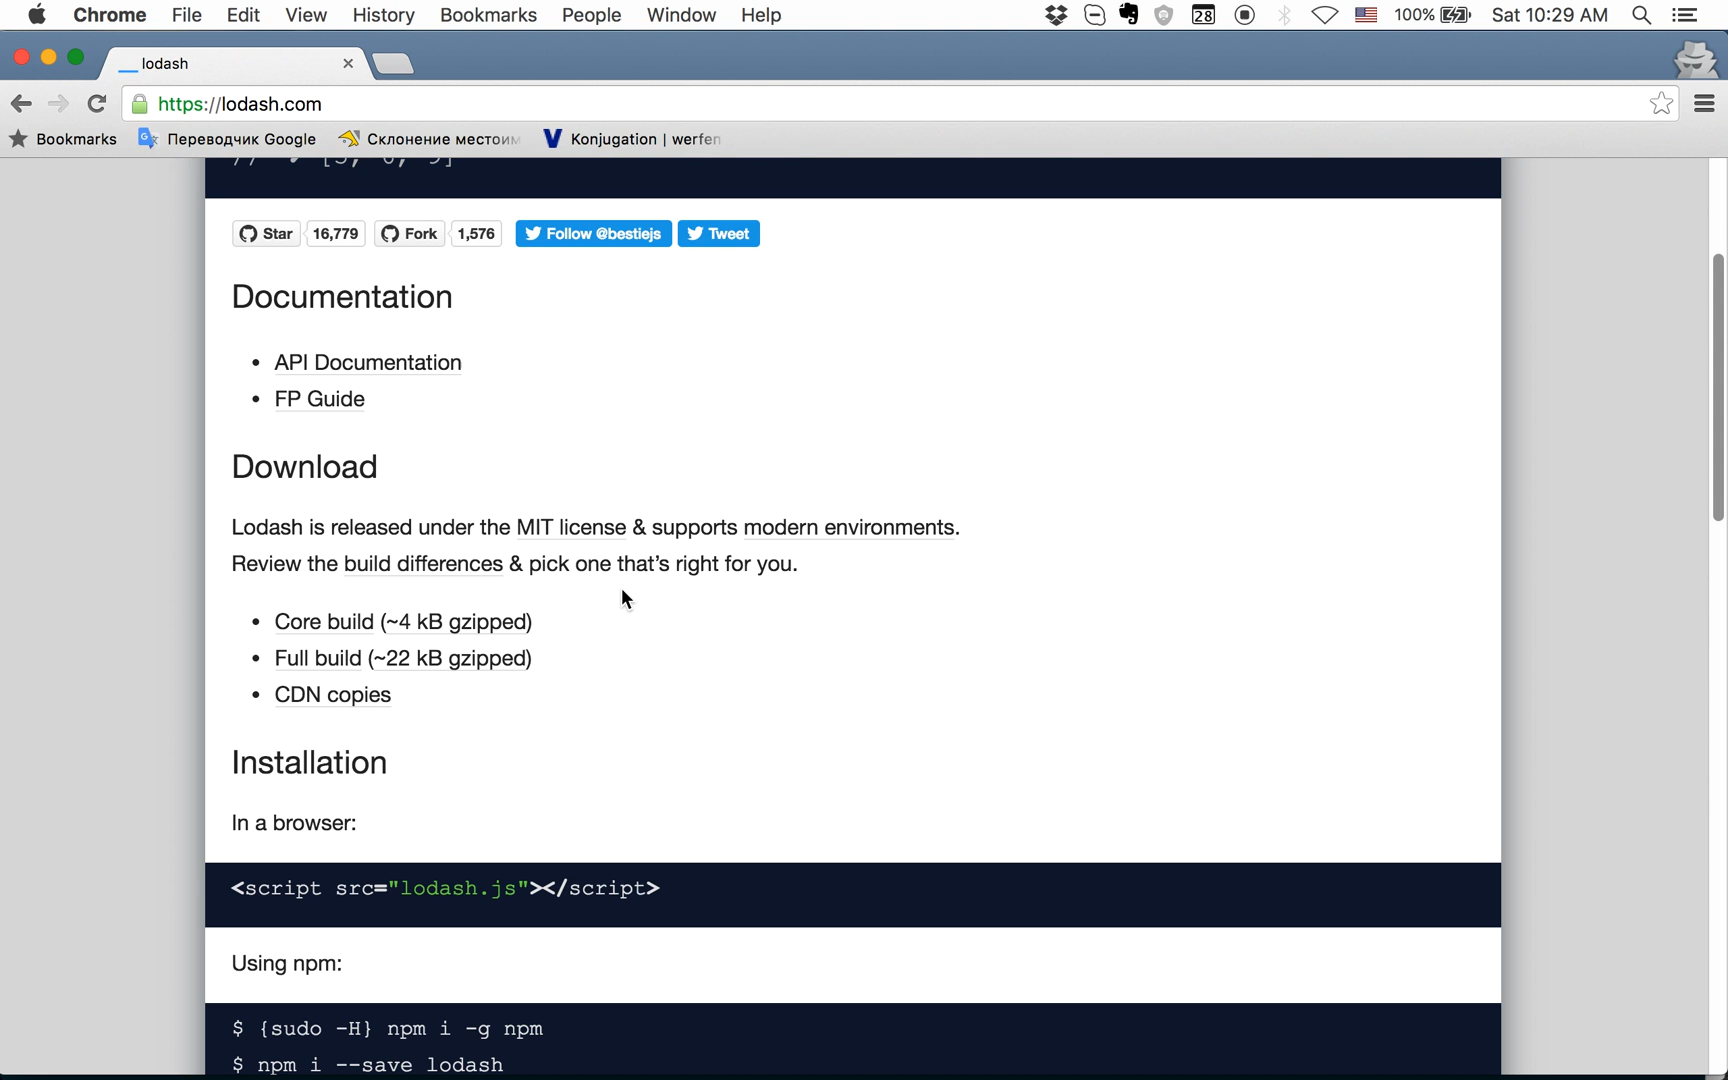 Chrome File Edit View History Bookmarks People Window Help 28 100% Sat 10:29 AM
lodash
https://lodash.com
Bookmarks Переводчик Google Склонение местоим Konjugation | werfen
Star 16,779 Fork 1,576 Follow @bestiejs Tweet
Documentation
• API Documentation
• FP Guide
Download
Lodash is released under the MIT license & supports modern environments.
Review the build differences & pick one that’s right for you.
• Core build (~4 kB gzipped)
• Full build (~22 kB gzipped)
• CDN copies
Installation
In a browser:
<script src="lodash.js"></script>
Using npm:
$ {sudo -H} npm i -g npm
$ npm i --save lodash